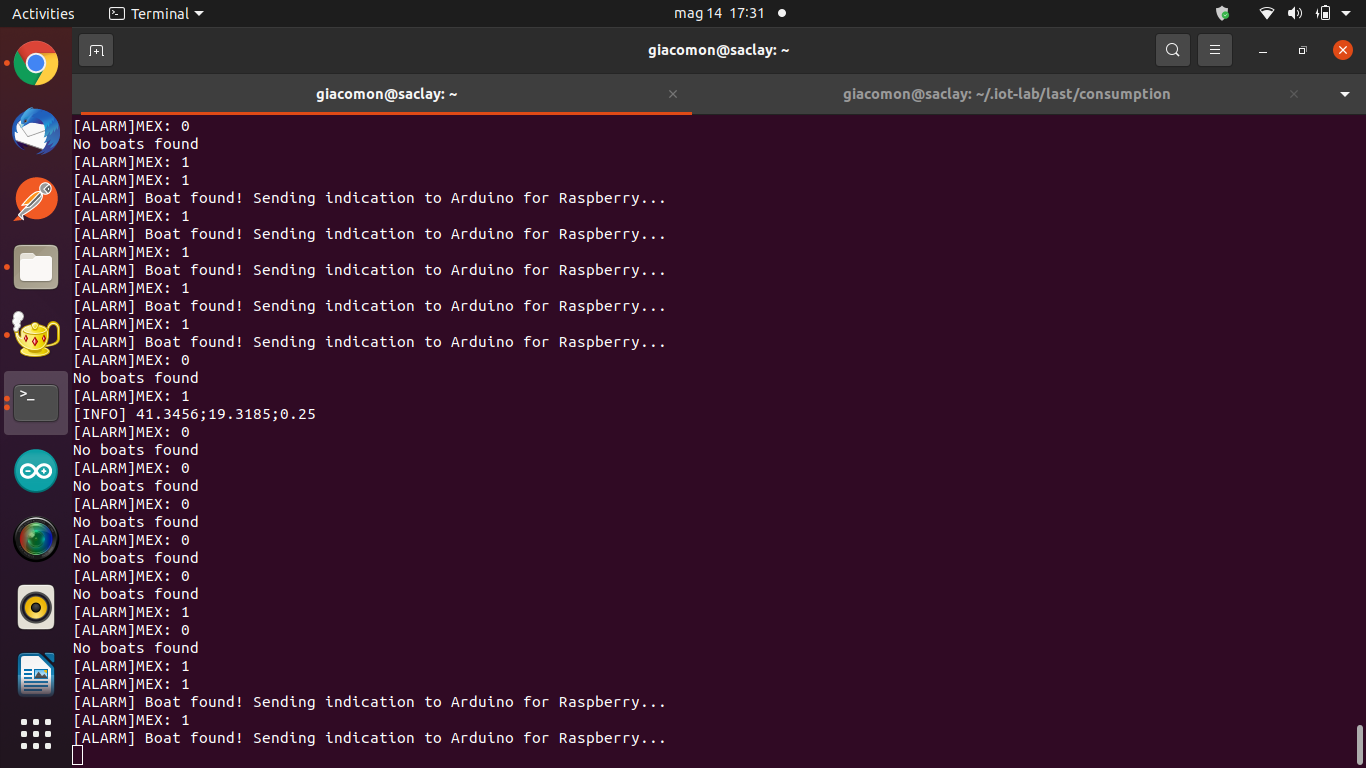 Activities
Terminal
mag 14 17:31
giacomon@saclay: ~
giacomon@saclay: ~
giacomon@saclay: ~/.iot-lab/last/consumption
[ALARM]MEX: 0
No boats found
[ALARM]MEX: 1
[ALARM]MEX: 1
[ALARM] Boat found! Sending indication to Arduino for Raspberry...
[ALARM]MEX: 1
[ALARM] Boat found! Sending indication to Arduino for Raspberry...
[ALARM]MEX: 1
[ALARM] Boat found! Sending indication to Arduino for Raspberry...
[ALARM]MEX: 1
[ALARM] Boat found! Sending indication to Arduino for Raspberry...
[ALARM]MEX: 1
[ALARM] Boat found! Sending indication to Arduino for Raspberry...
[ALARM]MEX: 0
No boats found
[ALARM]MEX: 1
[INFO] 41.3456;19.3185;0.25
[ALARM]MEX: 0
No boats found
[ALARM]MEX: 0
No boats found
[ALARM]MEX: 0
No boats found
[ALARM]MEX: 0
No boats found
[ALARM]MEX: 0
No boats found
[ALARM]MEX: 1
[ALARM]MEX: 0
No boats found
[ALARM]MEX: 1
[ALARM]MEX: 1
[ALARM] Boat found! Sending indication to Arduino for Raspberry...
[ALARM]MEX: 1
[ALARM] Boat found! Sending indication to Arduino for Raspberry...